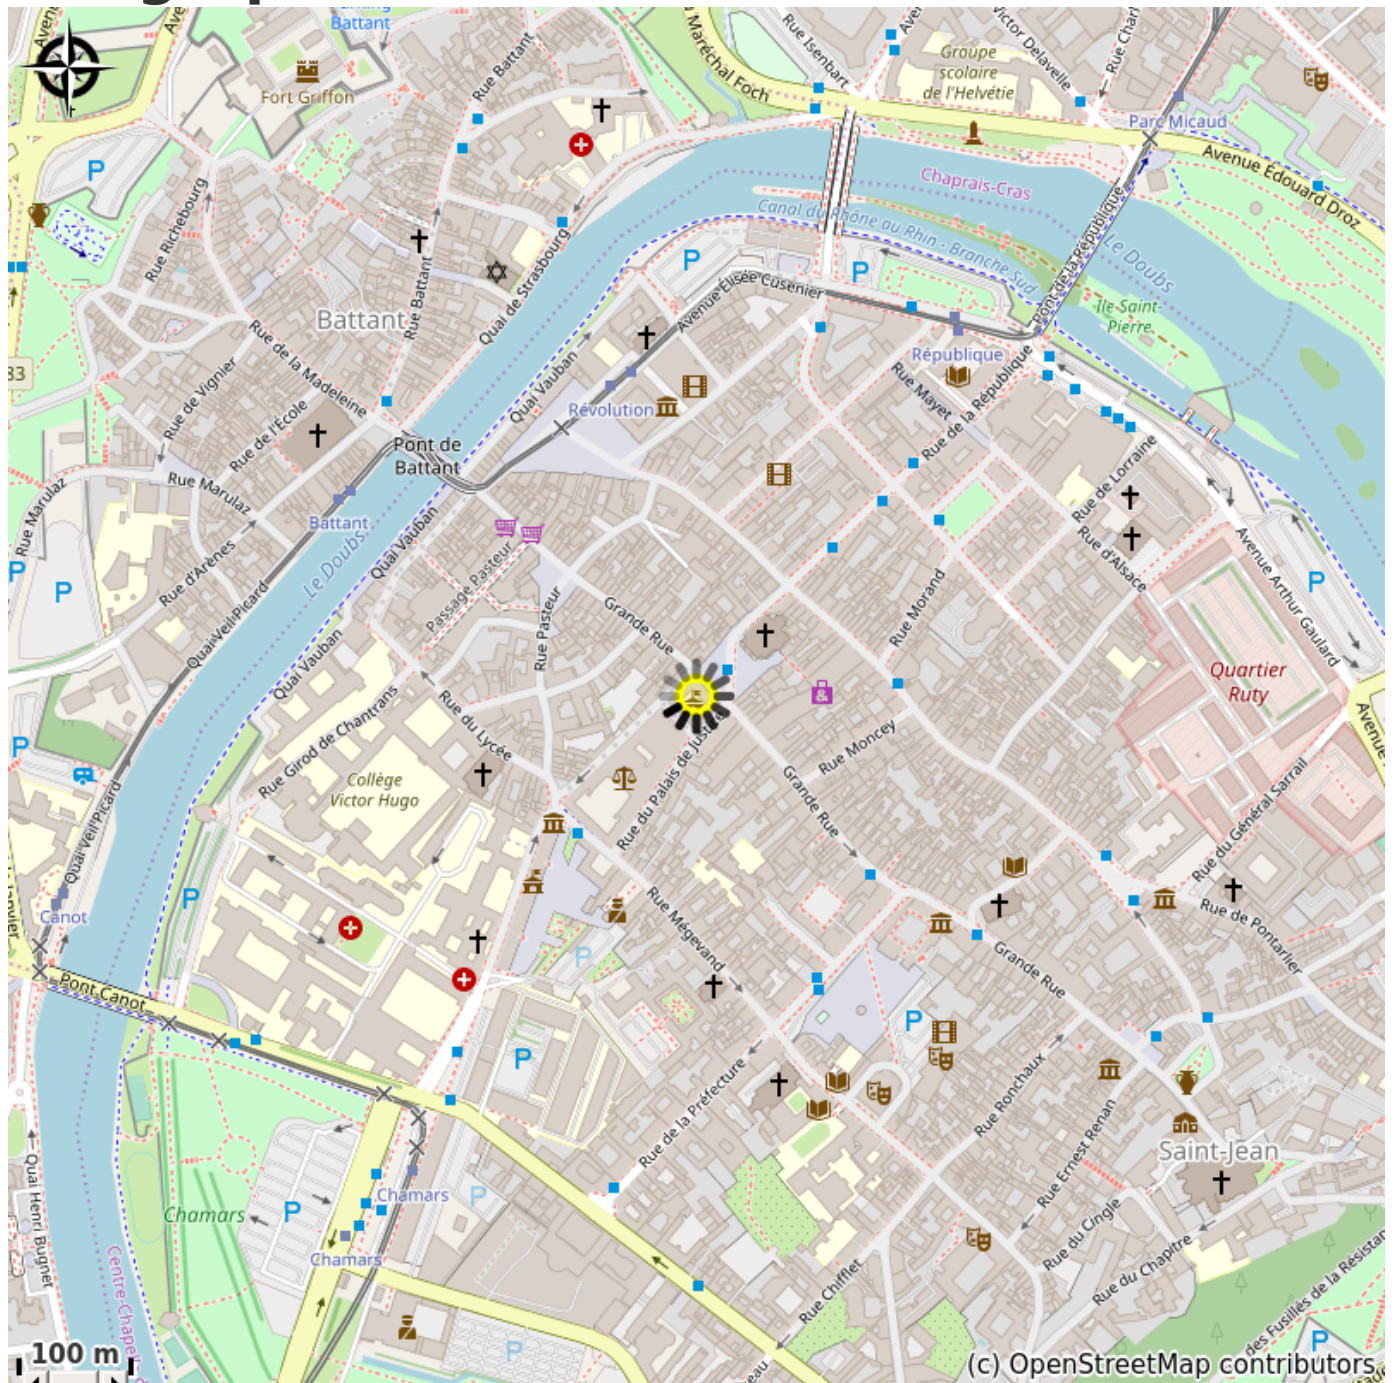 Battant
Fort Griffon
Rue Battant
Maréchal Foch
Rue Isenbart
Groupe
scolaire
de l'Helvétie
Victor Delavelle
Parc Micaud
Avenue Edouard Droz
Chaprais-Cras
Canal du Rhône au Rhin - Branche Sud
Le Doubs
Pont de la République
Ile Saint-
Pierre
P
P
P
Rue Richebourg
Rue Battant
Quai de Strasbourg
Avenue Élisée Cusenier
Battant
République
Rue Mayet
Rue de la République
83
Rue de Vignier
Rue de la Madeleine
Rue de l'École
Quai Vauban
Révolution
Pont de
Battant
Rue Marulaz
Rue Marulaz
Battant
Rue d'Arènes
Le Doubs
Quai Vauban
Passage Pasteur
Rue Pasteur
Grande Rue
Rue Morand
Rue de Lorraine
Rue d'Alsace
Avenue Arthur Gaulard
P
P
P
P
Quai Veil Picard
Quai Vauban
Rue Girod de Chantrans
Rue du Lycée
Collège
Victor Hugo
Rue du Palais de Justice
Rue Moncey
Grande Rue
Quartier
Ruty
Avenue
Rue du Général Sarrail
Quai Veil Picard
Canot
P
Pont Canot
Rue Mégevand
P
P
P
Grande Rue
Rue de Pontarlier
Rue de la Préfecture
Rue Ronchaux
Rue Ernest Renan
Saint-Jean
Rue du Cingle
Rue du Chapitre
Rue Chifflet
Chamars
P
P
Chamars
Chamars
Quai Henri Bugnet
P
P
des Fusillés de la Résistan
100 m
(c) OpenStreetMap contributors